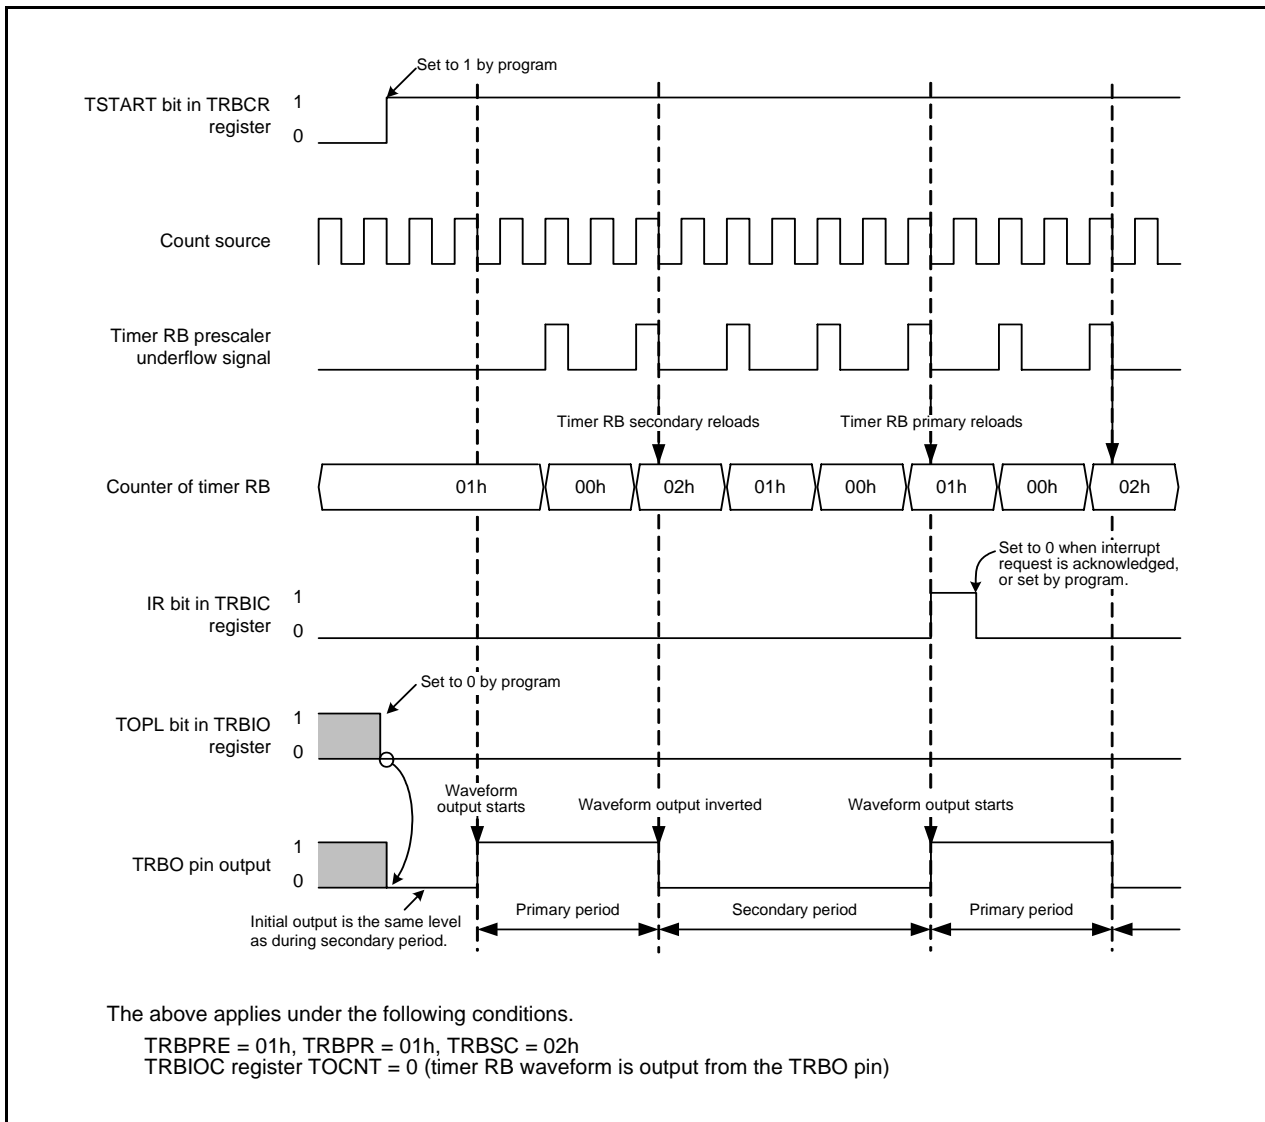 Set to 1 by program
TSTART bit in TRBCR
register
1
0
Count source
Timer RB prescaler
underflow signal
Timer RB secondary reloads
Timer RB primary reloads
Counter of timer RB
01h
00h
02h
01h
00h
01h
00h
02h
Set to 0 when interrupt
request is acknowledged,
or set by program.
IR bit in TRBIC
register
1
0
Set to 0 by program
TOPL bit in TRBIO
register
1
0
Waveform
output starts
Waveform output inverted
Waveform output starts
TRBO pin output
1
0
Initial output is the same level
as during secondary period.
Primary period
Secondary period
Primary period
The above applies under the following conditions.
TRBPRE = 01h, TRBPR = 01h, TRBSC = 02h
TRBIOC register TOCNT = 0 (timer RB waveform is output from the TRBO pin)